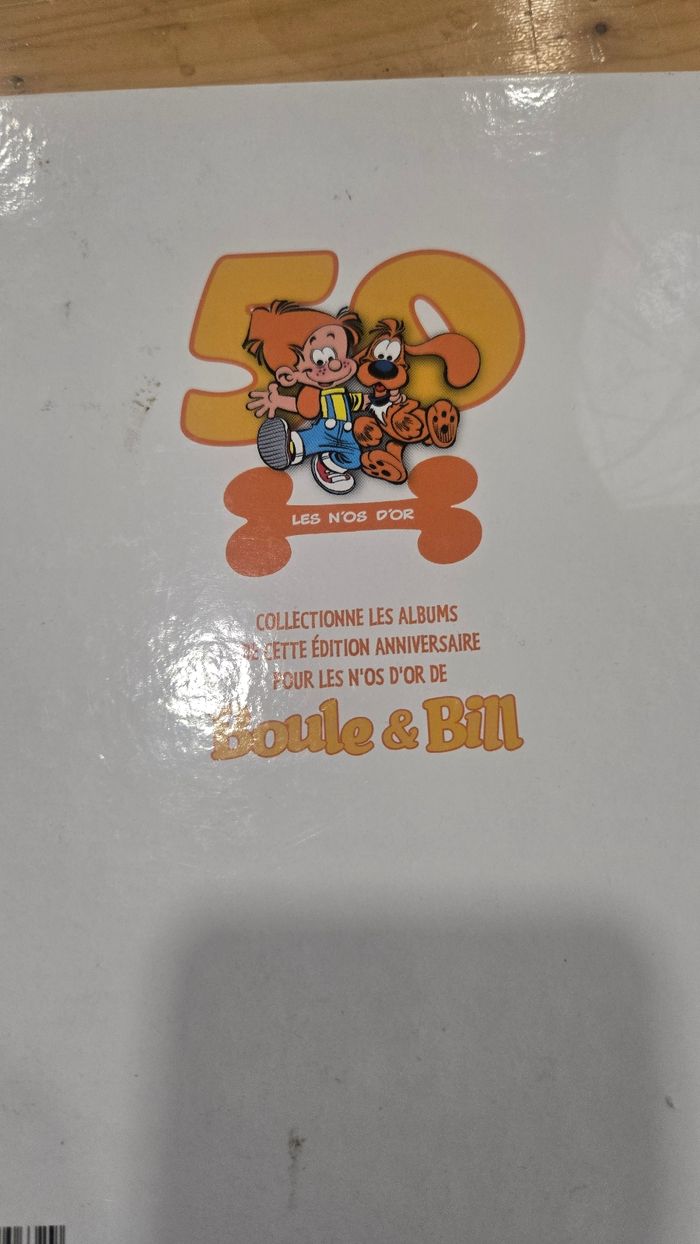 50
LES N'OS D'OR
COLLECTIONNE LES ALBUMS
DE CETTE ÉDITION ANNIVERSAIRE
POUR LES N'OS D'OR DE
Boule & Bill